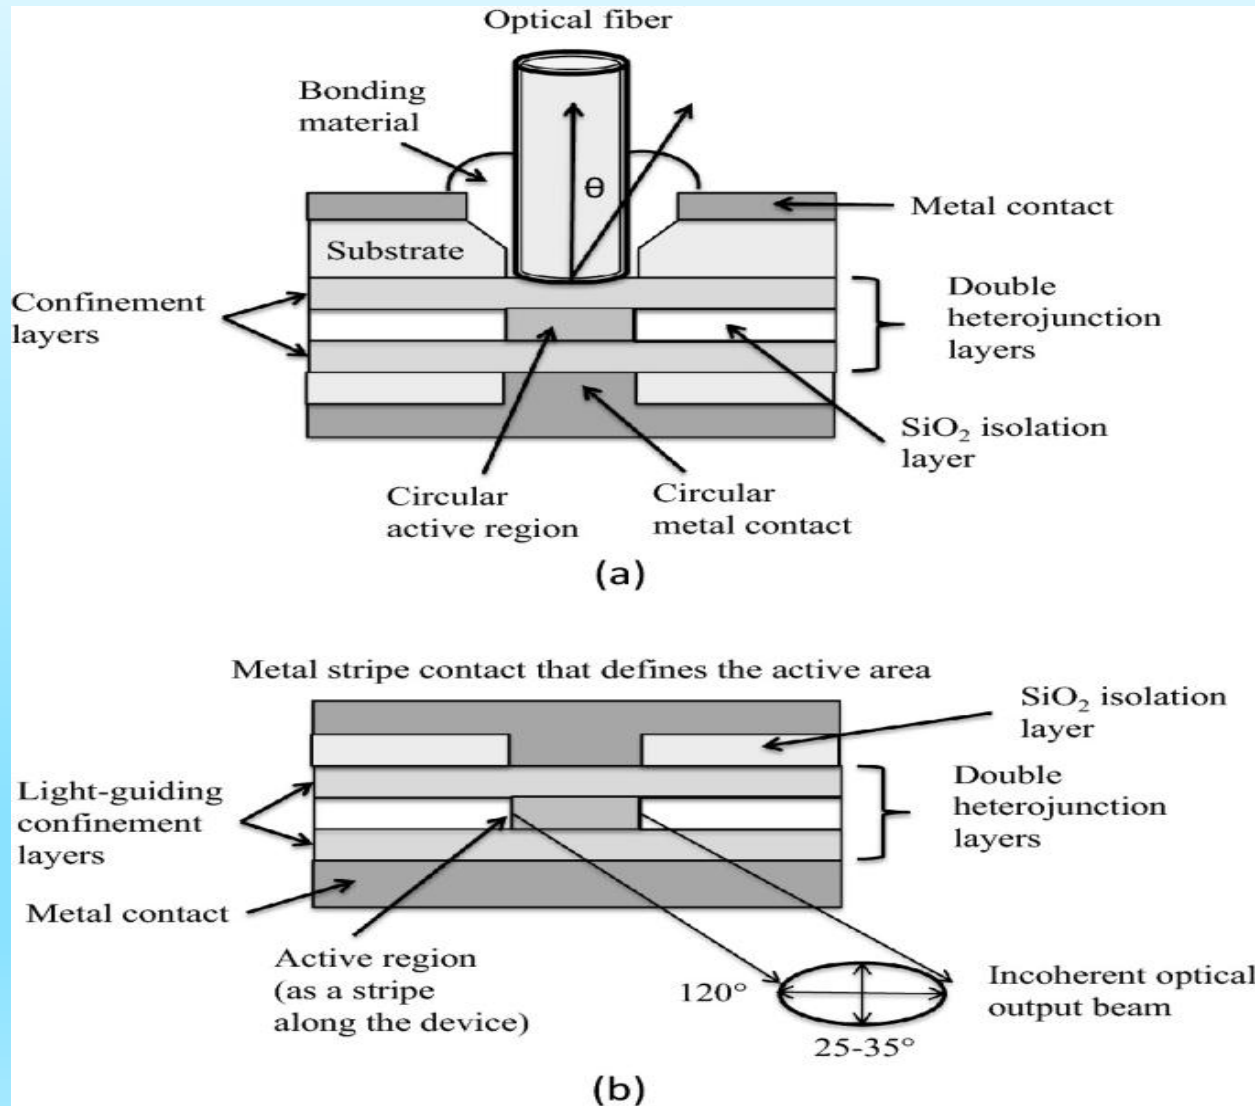 Optical fiber
Bonding
material
θ
Metal contact
Substrate
Confinement
layers
Double
heterojunction
layers
SiO₂ isolation
layer
Circular
active region
Circular
metal contact
(a)
Metal stripe contact that defines the active area
SiO₂ isolation
layer
Light-guiding
confinement
layers
Double
heterojunction
layers
Metal contact
Active region
(as a stripe
along the device)
120°
25-35°
Incoherent optical
output beam
(b)